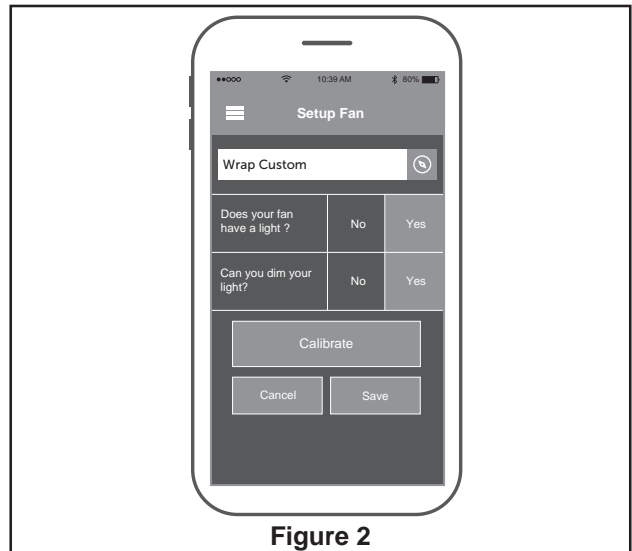 10:39 AM 80%
Setup Fan
Wrap Custom
Does your fan
have a light ?
No Yes
Can you dim your
light?
No Yes
Calibrate
Cancel Save
Figure 2